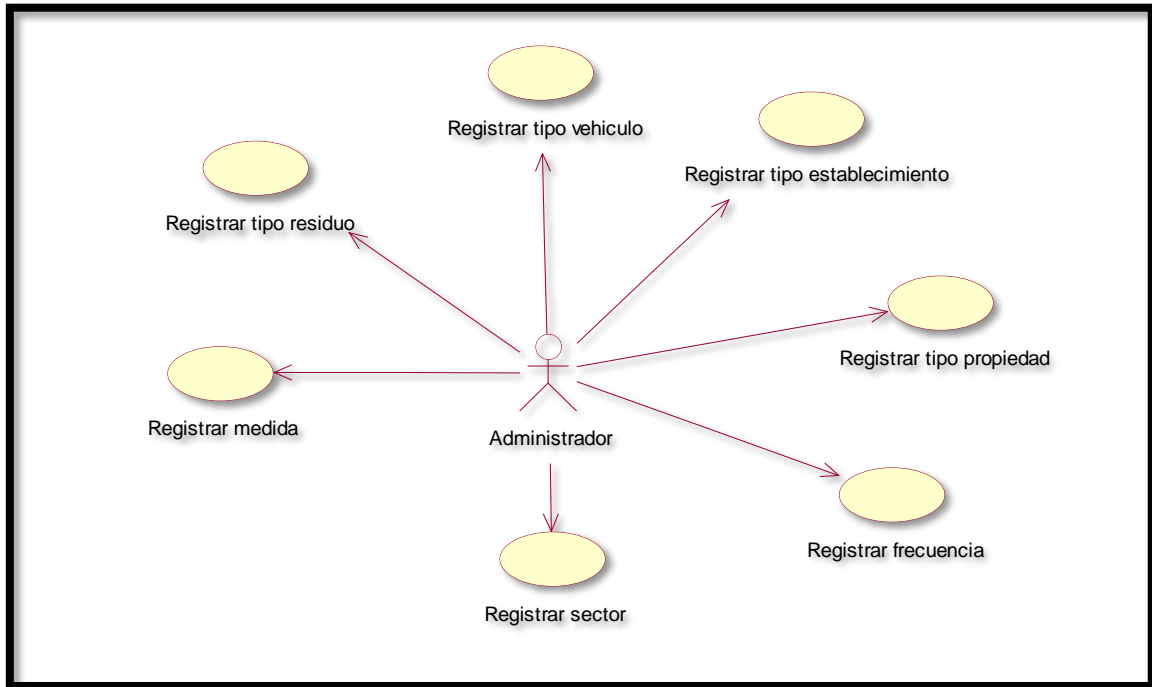 Registrar tipo vehiculo
Registrar tipo establecimiento
Registrar tipo residuo
Registrar tipo propiedad
Registrar medida
Administrador
Registrar frecuencia
Registrar sector